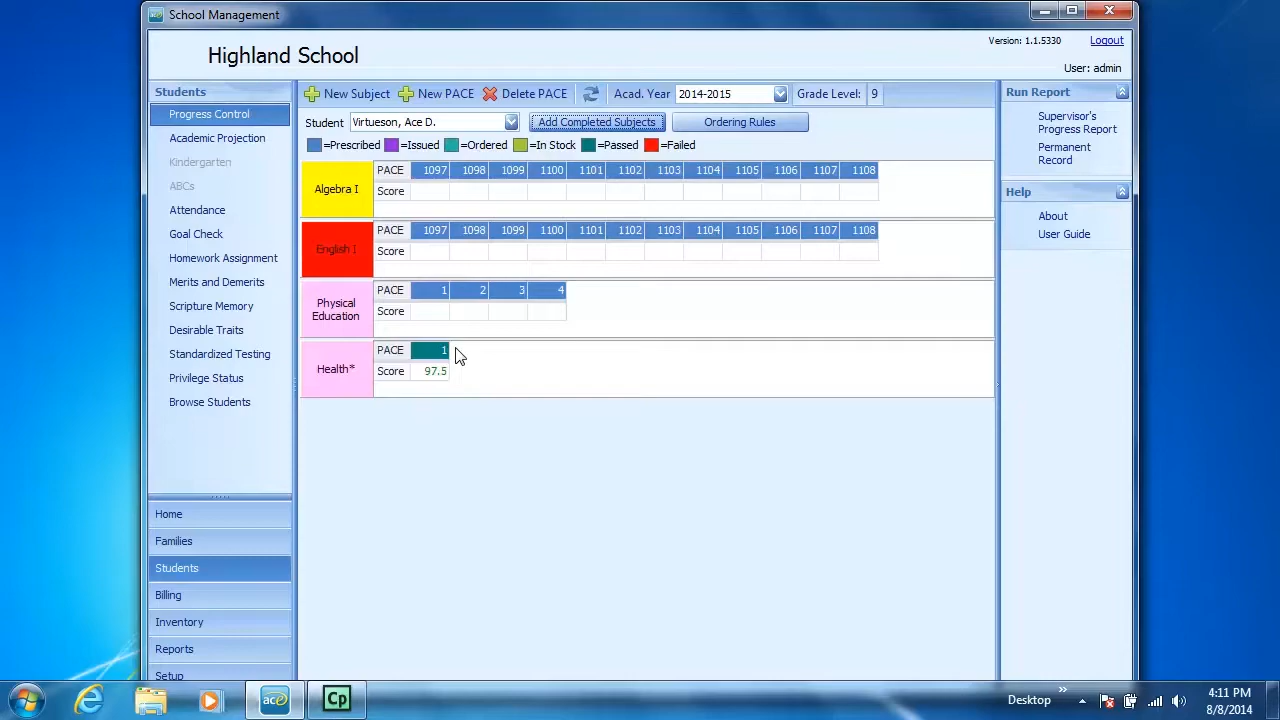 School Management
Highland School
Version: 1.1.5330
Logout
User: admin
Students
Progress Control
Academic Projection
Kindergarten
ABCs
Attendance
Goal Check
Homework Assignment
Merits and Demerits
Scripture Memory
Desirable Traits
Standardized Testing
Privilege Status
Browse Students
Home
Families
Students
Billing
Inventory
Reports
Setup
New Subject New PACE Delete PACE Acad. Year 2014-2015 Grade Level: 9
Student Virtueson, Ace D. Add Completed Subjects Ordering Rules
=Prescribed =Issued =Ordered =In Stock =Passed =Failed
Algebra I
PACE 1097 1098 1099 1100 1101 1102 1103 1104 1105 1106 1107 1108
Score
English I
PACE 1097 1098 1099 1100 1101 1102 1103 1104 1105 1106 1107 1108
Score
Physical
Education
PACE 1 2 3 4
Score
Health*
PACE 1
Score 97.5
Run Report
Supervisor's
Progress Report
Permanent
Record
Help
About
User Guide
ace
Cp
Desktop
4:11 PM
8/8/2014